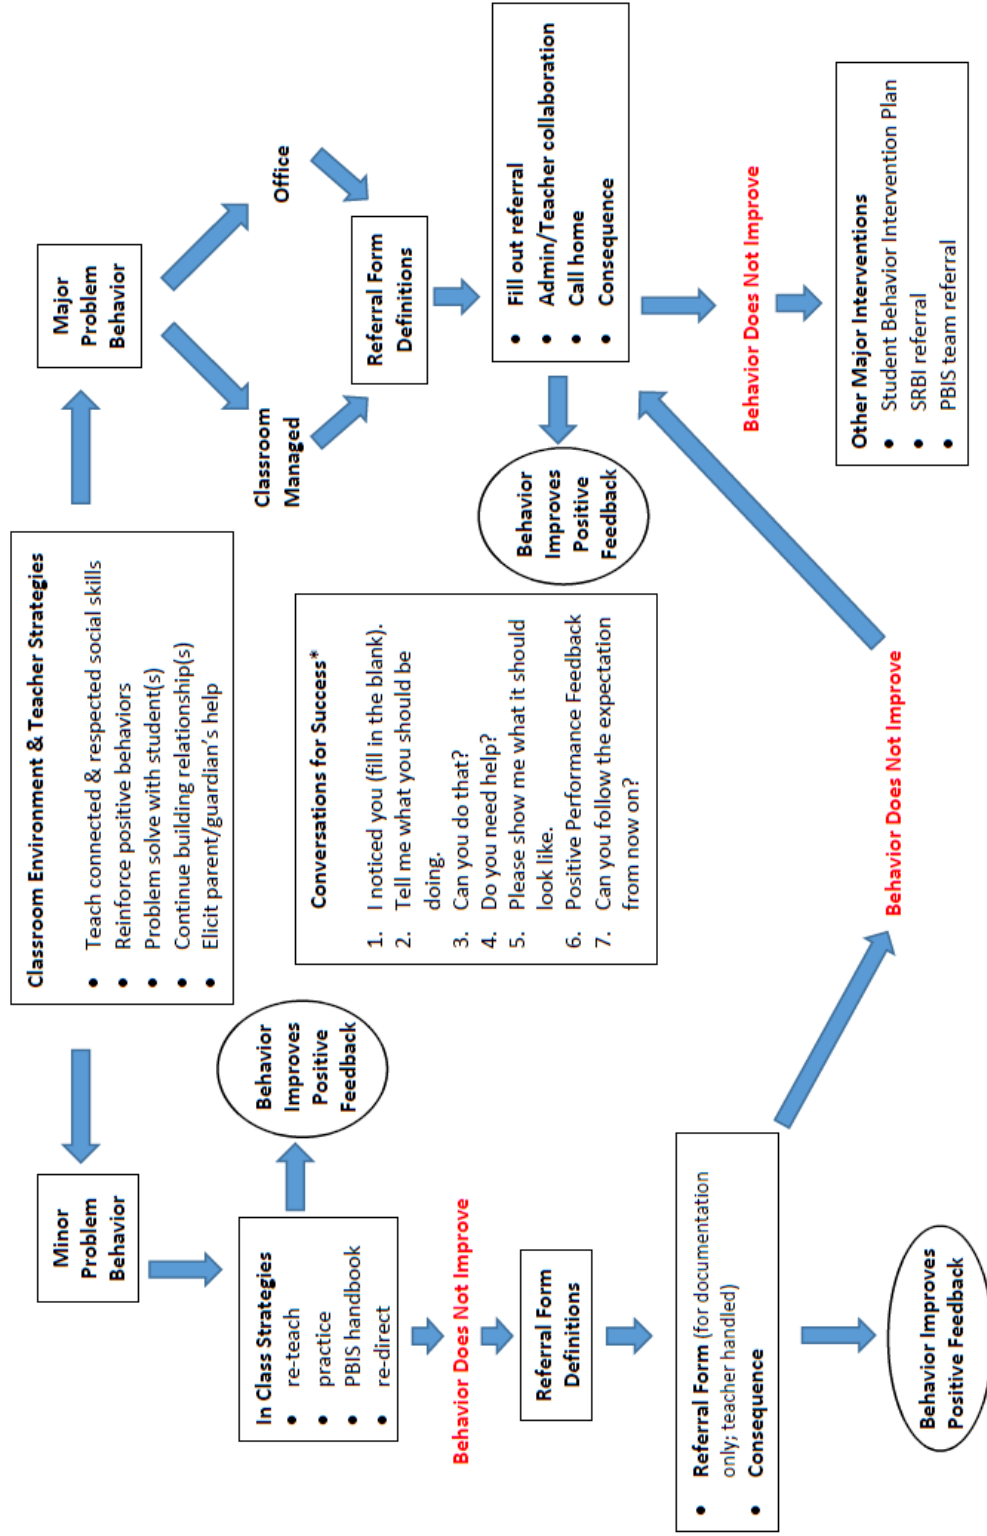 Classroom Environment & Teacher Strategies
• Teach connected & respected social skills
• Reinforce positive behaviors
• Problem solve with student(s)
• Continue building relationship(s)
• Elicit parent/guardian's help
Minor
Problem
Behavior
Major
Problem
Behavior
In Class Strategies
• re-teach
• practice
• PBIS handbook
• re-direct
Behavior
Improves
Positive
Feedback
Classroom
Managed
Office
Conversations for Success*
1. I noticed you (fill in the blank).
2. Tell me what you should be
doing.
3. Can you do that?
4. Do you need help?
5. Please show me what it should
look like.
6. Positive Performance Feedback
7. Can you follow the expectation
from now on?
Referral Form
Definitions
Behavior Does Not Improve
Referral Form
Definitions
Behavior
Improves
Positive
Feedback
• Fill out referral
• Admin/Teacher collaboration
• Call home
• Consequence
• Referral Form (for documentation
only; teacher handled)
• Consequence
Behavior Does Not Improve
Behavior Does Not Improve
Behavior Improves
Positive Feedback
Other Major Interventions
• Student Behavior Intervention Plan
• SRBI referral
• PBIS team referral